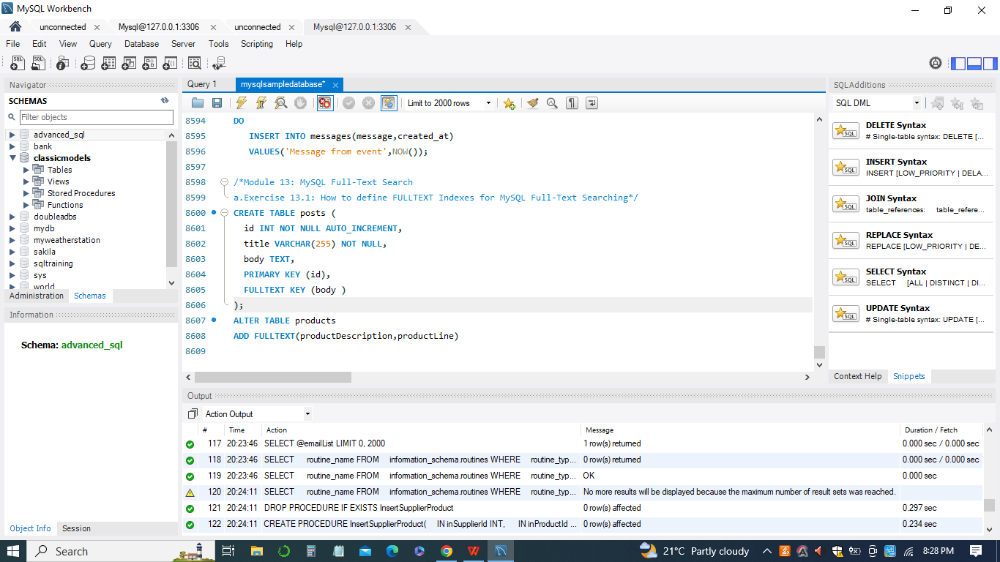 MySQL Workbench
unconnected
Mysql@127.0.0.1:3306
unconnected
Mysql@127.0.0.1:3306
File Edit View Query Database Server Tools Scripting Help
Navigator
SCHEMAS
Filter objects
advanced_sql
bank
classicmodels
Tables
Views
Stored Procedures
Functions
doubleadbs
mydb
myweatherstation
sakila
sqltraining
sys
world
Administration Schemas
Information
Schema: advanced_sql
Object Info Session
Query 1
mysqlsampledatabase*
Limit to 2000 rows
8594 DO
8595 INSERT INTO messages(message,created_at)
8596 VALUES('Message from event',NOW());
8597
8598 /*Module 13: MySQL Full-Text Search
8599 a.Exercise 13.1: How to define FULLTEXT Indexes for MySQL Full-Text Searching*/
8600 CREATE TABLE posts (
8601 id INT NOT NULL AUTO_INCREMENT,
8602 title VARCHAR(255) NOT NULL,
8603 body TEXT,
8604 PRIMARY KEY (id),
8605 FULLTEXT KEY (body )
8606 );
8607 ALTER TABLE products
8608 ADD FULLTEXT(productDescription,productLine)
8609
SQLAdditions
SQL DML
DELETE Syntax
# Single-table syntax: DELETE [...
INSERT Syntax
INSERT [LOW_PRIORITY | DELA...
JOIN Syntax
table_references: table_refere...
REPLACE Syntax
REPLACE [LOW_PRIORITY | DE...
SELECT Syntax
SELECT [ALL | DISTINCT | DI...
UPDATE Syntax
# Single-table syntax: UPDATE [...
Context Help Snippets
Output
Action Output
# Time Action Message Duration / Fetch
117 20:23:46 SELECT @emailList LIMIT 0, 2000 1 row(s) returned 0.000 sec / 0.000 sec
118 20:23:46 SELECT routine_name FROM information_schema.routines WHERE routine_typ... 0 row(s) returned 0.000 sec / 0.000 sec
119 20:23:46 SELECT routine_name FROM information_schema.routines WHERE routine_typ... OK 0.000 sec
120 20:24:11 SELECT routine_name FROM information_schema.routines WHERE routine_typ... No more results will be displayed because the maximum number of result sets was reached.
121 20:24:11 DROP PROCEDURE IF EXISTS InsertSupplierProduct 0 row(s) affected 0.297 sec
122 20:24:11 CREATE PROCEDURE InsertSupplierProduct( IN inSupplierId INT, IN inProductId ... 0 row(s) affected 0.234 sec
Search
21°C Partly cloudy
8:28 PM